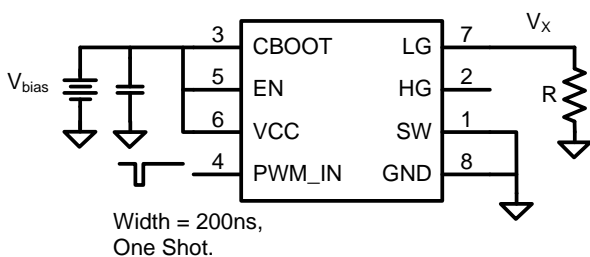 V_X
3 CBOOT LG 7
V_bias 5 EN HG 2 R
6 VCC SW 1
4 PWM_IN GND 8
Width = 200ns,
One Shot.